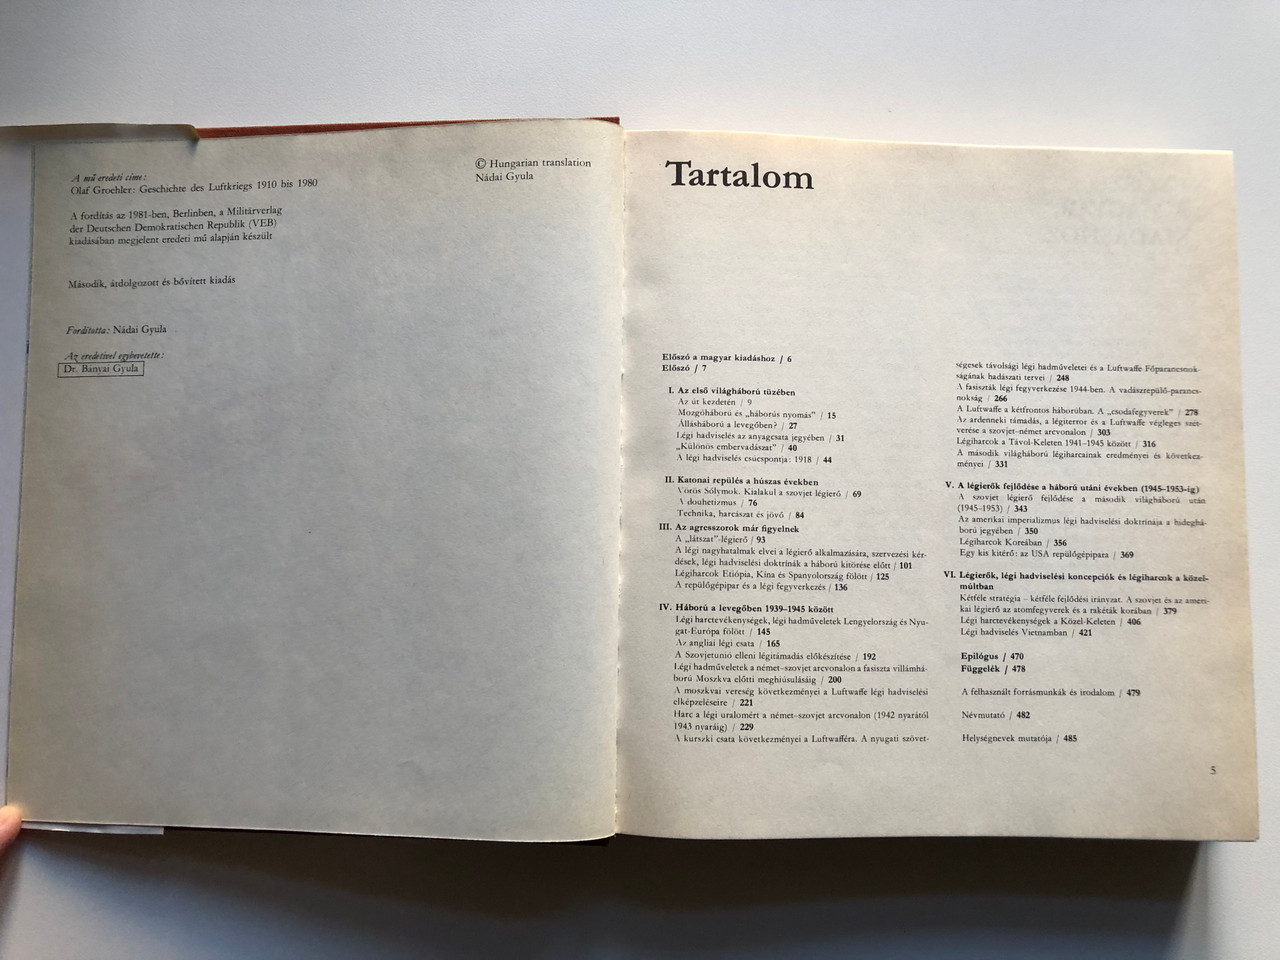 A mű eredeti címe:
Olaf Groehler: Geschichte des Luftkriegs 1910 bis 1980
A fordítás az 1981-ben, Berlinben, a Militärverlag
der Deutschen Demokratischen Republik (VEB)
kiadásában megjelent eredeti mű alapján készült
Második, átdolgozott és bővített kiadás
Fordította: Nádai Gyula
Az eredetivel egybevetette:
Dr. Bányai Gyula
© Hungarian translation
Nádai Gyula
Tartalom
Előszó a magyar kiadáshoz / 6
Előszó / 7
I. Az első világháború tüzében
Az út kezdetén / 9
Mozgóháború és „háborús nyomás" / 15
Állásháború a levegőben? / 27
Légi hadviselés az anyagcsata jegyében / 31
„Különös embervadászat" / 40
A légi hadviselés csúcspontja: 1918 / 44
II. Katonai repülés a húszas években
Vörös Sólymok. Kialakul a szovjet légierő / 69
A douhetizmus / 76
Technika, harcászat és jövő / 84
III. Az agresszorok már figyelnek
A „látszat"-légierő / 93
A légi nagyhatalmak elvei a légierő alkalmazására, szervezési kér-
dések, légi hadviselési doktrínák a háború kitörése előtt / 101
Légiharcok Etiópia, Kína és Spanyolország fölött / 125
A repülőgépipar és a légi fegyverkezés / 136
IV. Háború a levegőben 1939–1945 között
Légi harctevékenységek, légi hadműveletek Lengyelország és Nyu-
gat-Európa fölött / 145
Az angliai légi csata / 165
A Szovjetunió elleni légitámadás előkészítése / 192
Légi hadműveletek a német–szovjet arcvonalon a fasiszta villámhá-
ború Moszkva előtti meghiúsulásáig / 200
A moszkvai vereség következményei a Luftwaffe légi hadviselési
elképzeléseire / 221
Harc a légi uralomért a német–szovjet arcvonalon (1942 nyarától
1943 nyaráig) / 229
A kurszki csata következményei a Luftwafféra. A nyugati szövet-
ségesek távolsági légi hadműveletei és a Luftwaffe Főparancsnok-
ságának hadászati tervei / 248
A fasiszták légi fegyverkezése 1944-ben. A vadászrepülő-parancs-
nokság / 266
A Luftwaffe a kétfrontos háborúban. A „csodafegyverek" / 278
Az ardenneki támadás, a légiterror és a Luftwaffe végleges szét-
verése a szovjet–német arcvonalon / 303
Légiharcok a Távol-Keleten 1941–1945 között / 316
A második világháború légiharcainak eredményei és következ-
ményei / 331
V. A légierők fejlődése a háború utáni években (1945–1953-ig)
A szovjet légierő fejlődése a második világháború után
(1945–1953) / 343
Az amerikai imperializmus légi hadviselési doktrínája a hidegghá-
ború jegyében / 350
Légiharcok Koreában / 356
Egy kis kitérő: az USA repülőgépipara / 369
VI. Légierők, légi hadviselési koncepciók és légiharcok a közel-
múltban
Kétféle stratégia – kétféle fejlődési irányzat. A szovjet és az ameri-
kai légierő az atomfegyverek és a rakéták korában / 379
Légi harctevékenységek a Közel-Keleten / 406
Légi hadviselés Vietnamban / 421
Epilógus / 470
Függelék / 478
A felhasznált forrásmunkák és irodalom / 479
Névmutató / 482
Helységnevek mutatója / 485
5